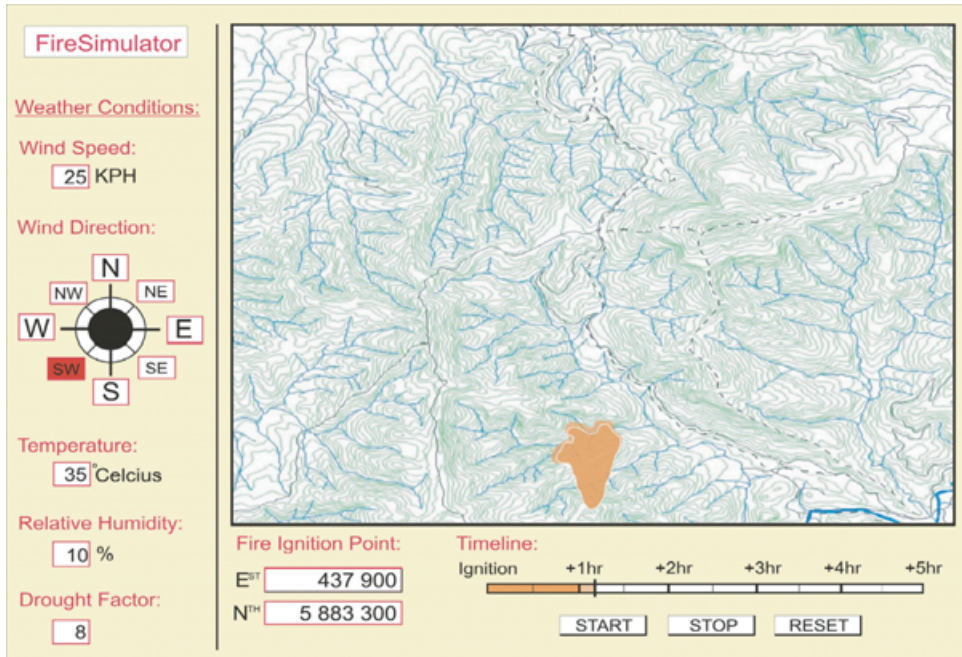 FireSimulator
Weather Conditions:
Wind Speed:
25 KPH
Wind Direction:
N
NW NE
W E
SW SE
S
Temperature:
35 °Celcius
Relative Humidity:
10 %
Drought Factor:
8
Fire Ignition Point:
E ST 437 900
N TH 5 883 300
Timeline:
Ignition +1hr +2hr +3hr +4hr +5hr
START STOP RESET